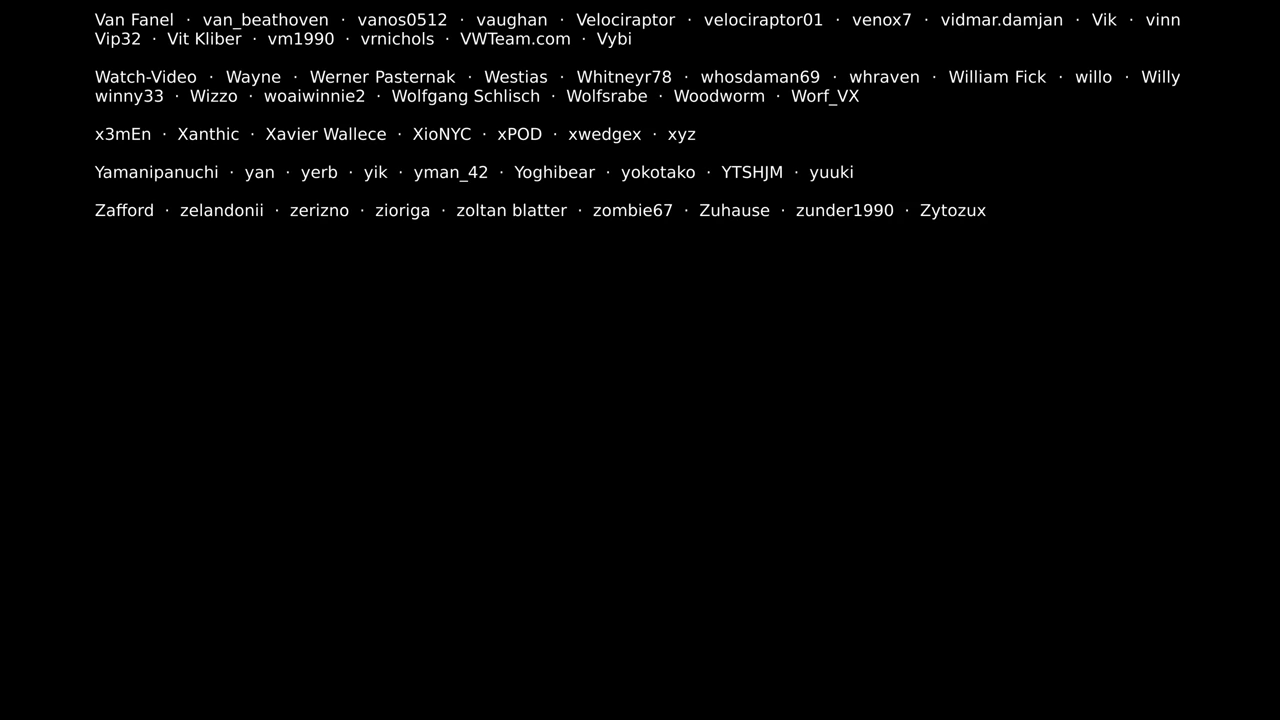 Van Fanel · van_beathoven · vanos0512 · vaughan · Velociraptor · velociraptor01 · venox7 · vidmar.damjan · Vik · vinn
Vip32 · Vit Kliber · vm1990 · vrnichols · VWTeam.com · Vybi
Watch-Video · Wayne · Werner Pasternak · Westias · Whitneyr78 · whosdaman69 · whraven · William Fick · willo · Willy
winny33 · Wizzo · woaiwinnie2 · Wolfgang Schlisch · Wolfsrabe · Woodworm · Worf_VX
x3mEn · Xanthic · Xavier Wallece · XioNYC · xPOD · xwedgex · xyz
Yamanipanuchi · yan · yerb · yik · yman_42 · Yoghibear · yokotako · YTSHJM · yuuki
Zafford · zelandonii · zerizno · zioriga · zoltan blatter · zombie67 · Zuhause · zunder1990 · Zytozux